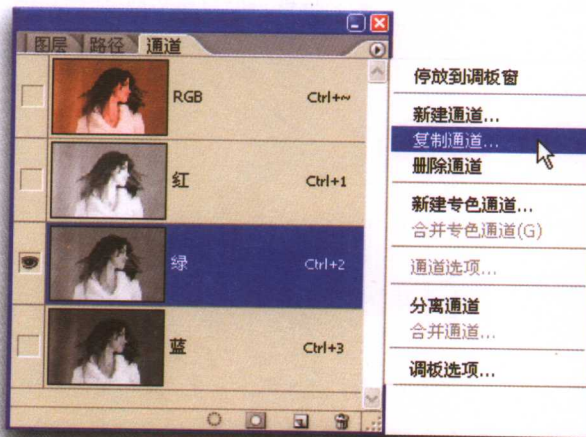 图层 路径 通道
RGB Ctrl+~
红 Ctrl+1
绿 Ctrl+2
蓝 Ctrl+3
停放到调板窗
新建通道...
复制通道...
删除通道
新建专色通道...
合并专色通道(G)
通道选项...
分离通道
合并通道...
调板选项...